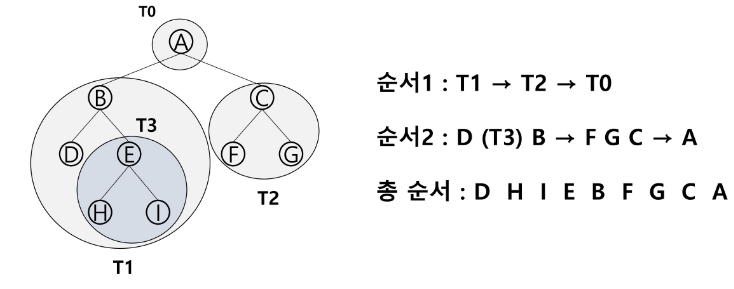 T0
A
B
C
T3
D
E
F
G
H
I
T2
T1
순서1 : T1 → T2 → T0
순서2 : D (T3) B → F G C → A
총 순서 : D H I E B F G C A